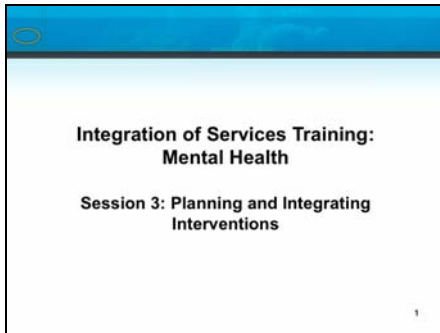 Integration of Services Training:
Mental Health
Session 3: Planning and Integrating
Interventions
1